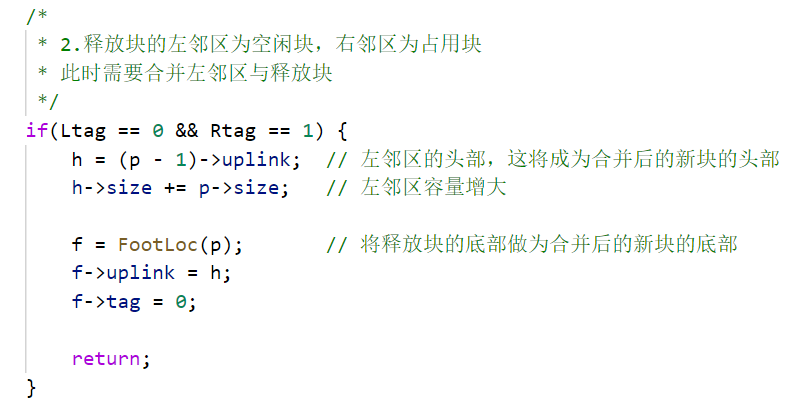 /*
 * 2.释放块的左邻区为空闲块，右邻区为占用块
 * 此时需要合并左邻区与释放块
 */
if(Ltag == 0 && Rtag == 1) {
    h = (p - 1)->uplink;  // 左邻区的头部，这将成为合并后的新块的头部
    h->size += p->size;   // 左邻区容量增大

    f = FootLoc(p);       // 将释放块的底部做为合并后的新块的底部
    f->uplink = h;
    f->tag = 0;

    return;
}